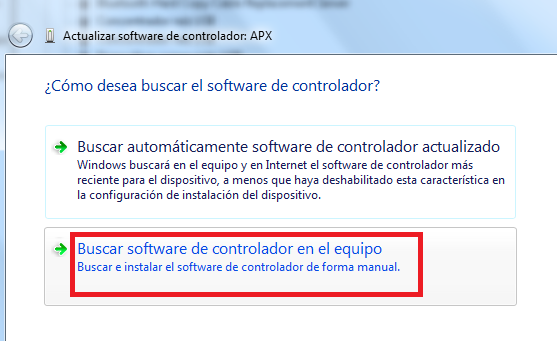 Actualizar software de controlador: APX
¿Cómo desea buscar el software de controlador?
Buscar automáticamente software de controlador actualizado
Windows buscará en el equipo y en Internet el software de controlador más
reciente para el dispositivo, a menos que haya deshabilitado esta característica en
la configuración de instalación del dispositivo.
Buscar software de controlador en el equipo
Buscar e instalar el software de controlador de forma manual.